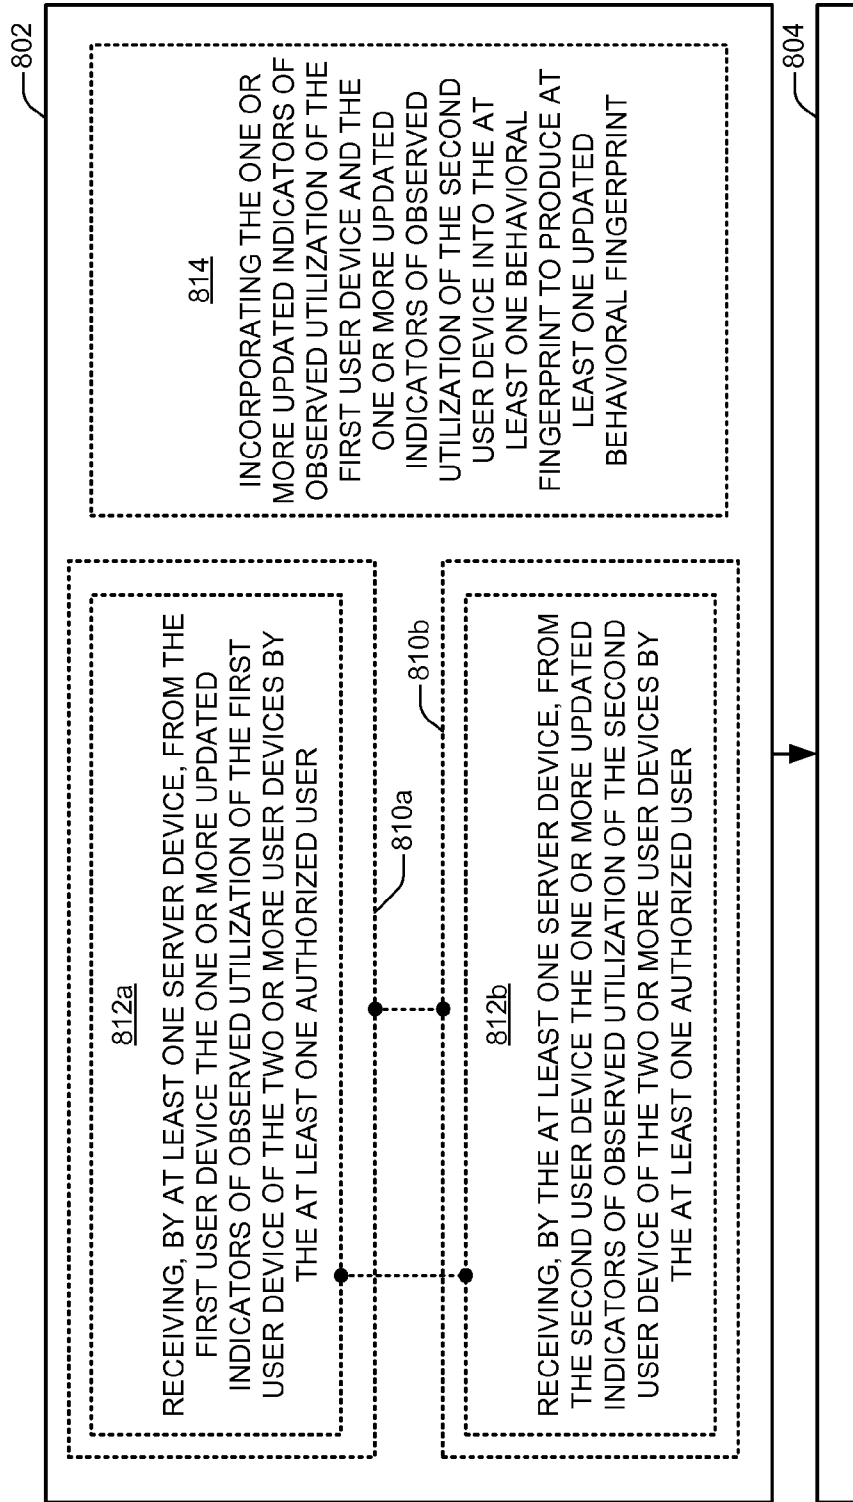 802
812a
RECEIVING, BY AT LEAST ONE SERVER DEVICE, FROM THE
FIRST USER DEVICE THE ONE OR MORE UPDATED
INDICATORS OF OBSERVED UTILIZATION OF THE FIRST
USER DEVICE OF THE TWO OR MORE USER DEVICES BY
THE AT LEAST ONE AUTHORIZED USER
810a
810b
812b
RECEIVING, BY THE AT LEAST ONE SERVER DEVICE, FROM
THE SECOND USER DEVICE THE ONE OR MORE UPDATED
INDICATORS OF OBSERVED UTILIZATION OF THE SECOND
USER DEVICE OF THE TWO OR MORE USER DEVICES BY
THE AT LEAST ONE AUTHORIZED USER
814
INCORPORATING THE ONE OR
MORE UPDATED INDICATORS OF
OBSERVED UTILIZATION OF THE
FIRST USER DEVICE AND THE
ONE OR MORE UPDATED
INDICATORS OF OBSERVED
UTILIZATION OF THE SECOND
USER DEVICE INTO THE AT
LEAST ONE BEHAVIORAL
FINGERPRINT TO PRODUCE AT
LEAST ONE UPDATED
BEHAVIORAL FINGERPRINT
804